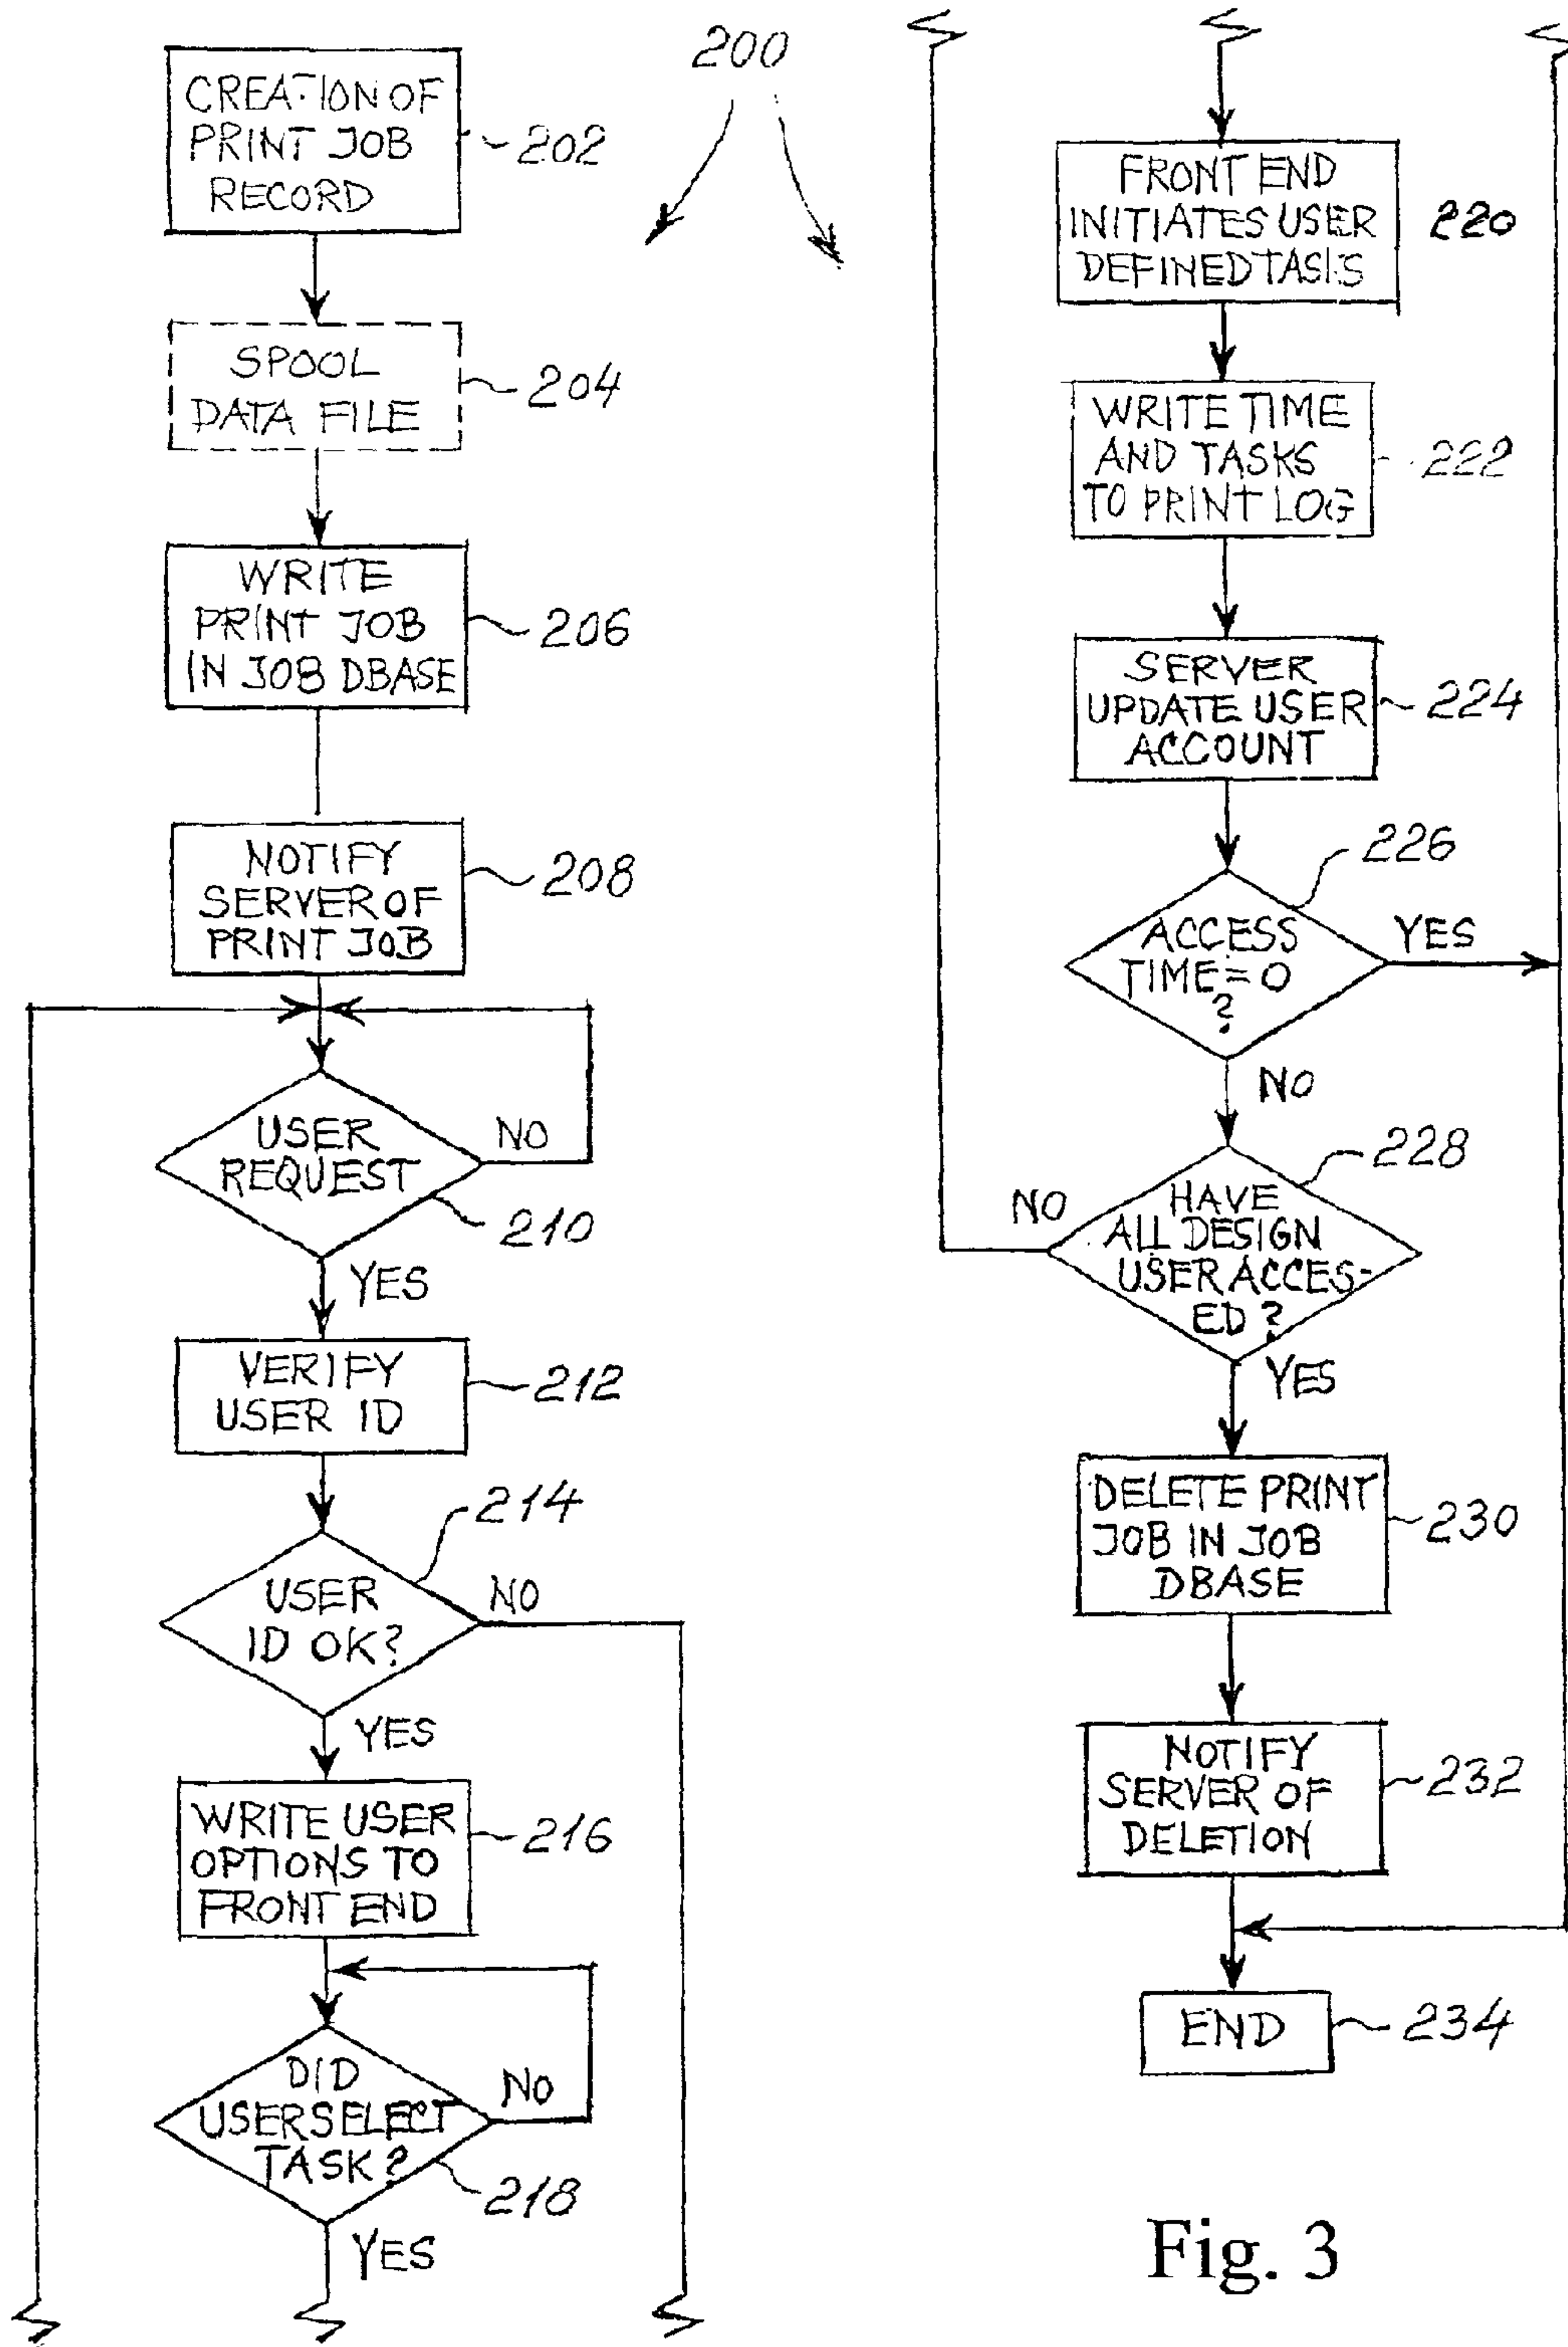 200
CREATION OF
PRINT JOB
RECORD
202
SPOOL
DATA FILE
204
WRITE
PRINT JOB
IN JOB DBASE
206
NOTIFY
SERVER OF
PRINT JOB
208
USER
REQUEST
NO
210
YES
VERIFY
USER ID
212
214
USER
ID OK?
NO
YES
WRITE USER
OPTIONS TO
FRONT END
216
DID
USER SELECT
TASK?
NO
218
YES
FRONT END
INITIATES USER
DEFINED TASKS
220
WRITE TIME
AND TASKS
TO PRINT LOG
222
SERVER
UPDATE USER
ACCOUNT
224
226
ACCESS
TIME=0
?
YES
NO
228
NO
HAVE
ALL DESIGN
USER ACCES-
ED?
YES
DELETE PRINT
JOB IN JOB
DBASE
230
NOTIFY
SERVER OF
DELETION
232
END
234
Fig. 3